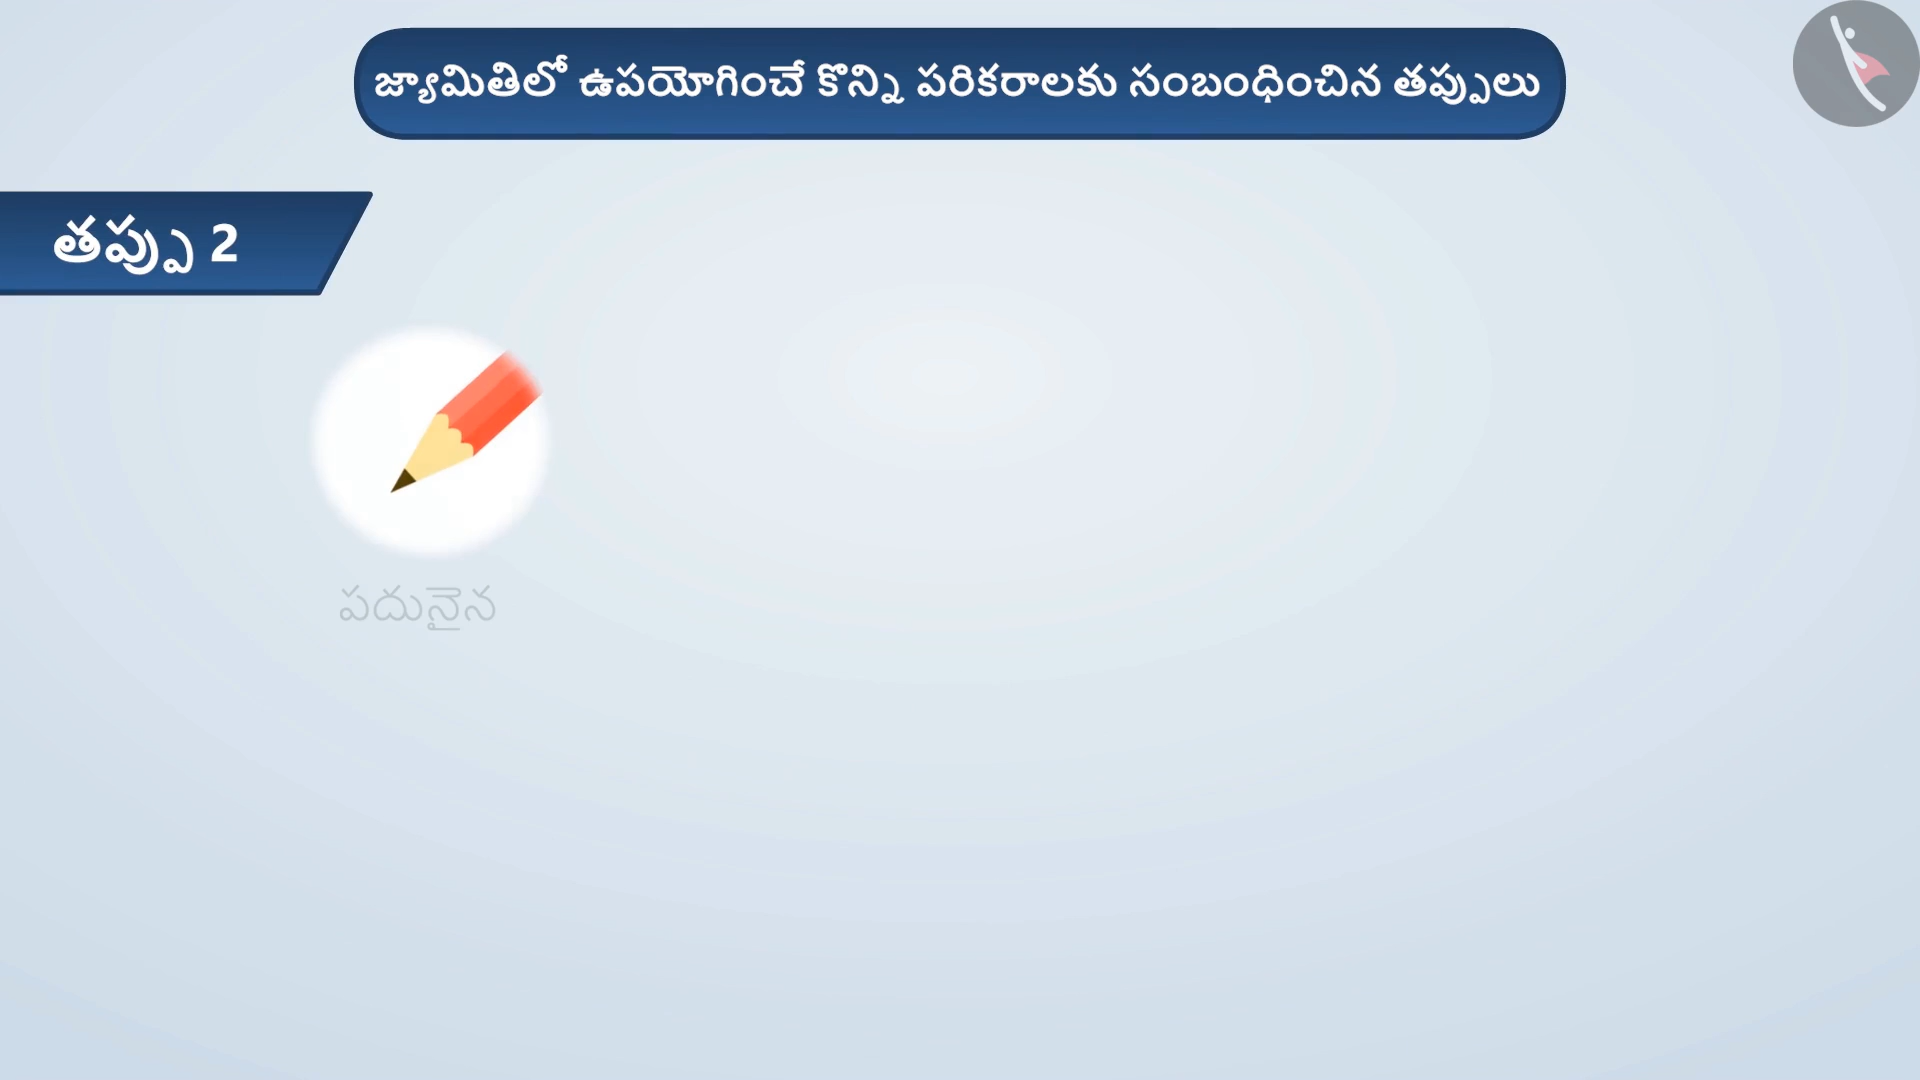 జ్యామితిలో ఉపయోగించే కొన్ని పరికరాలకు సంబంధించిన తప్పులు
తప్పు 2
పదునైన